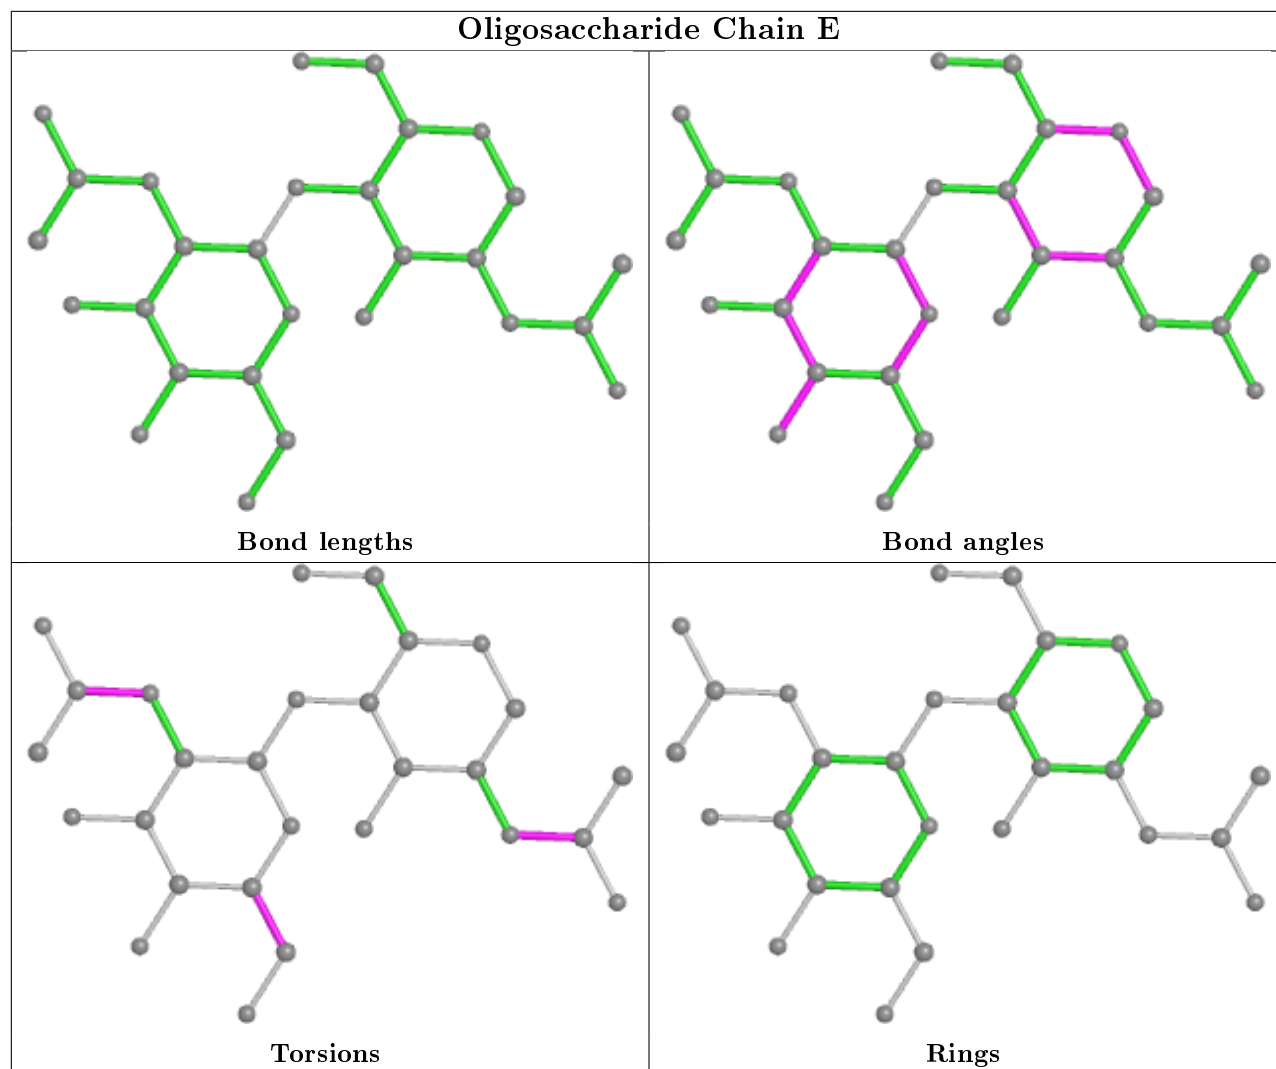 Oligosaccharide Chain E
Bond lengths
Bond angles
Torsions
Rings